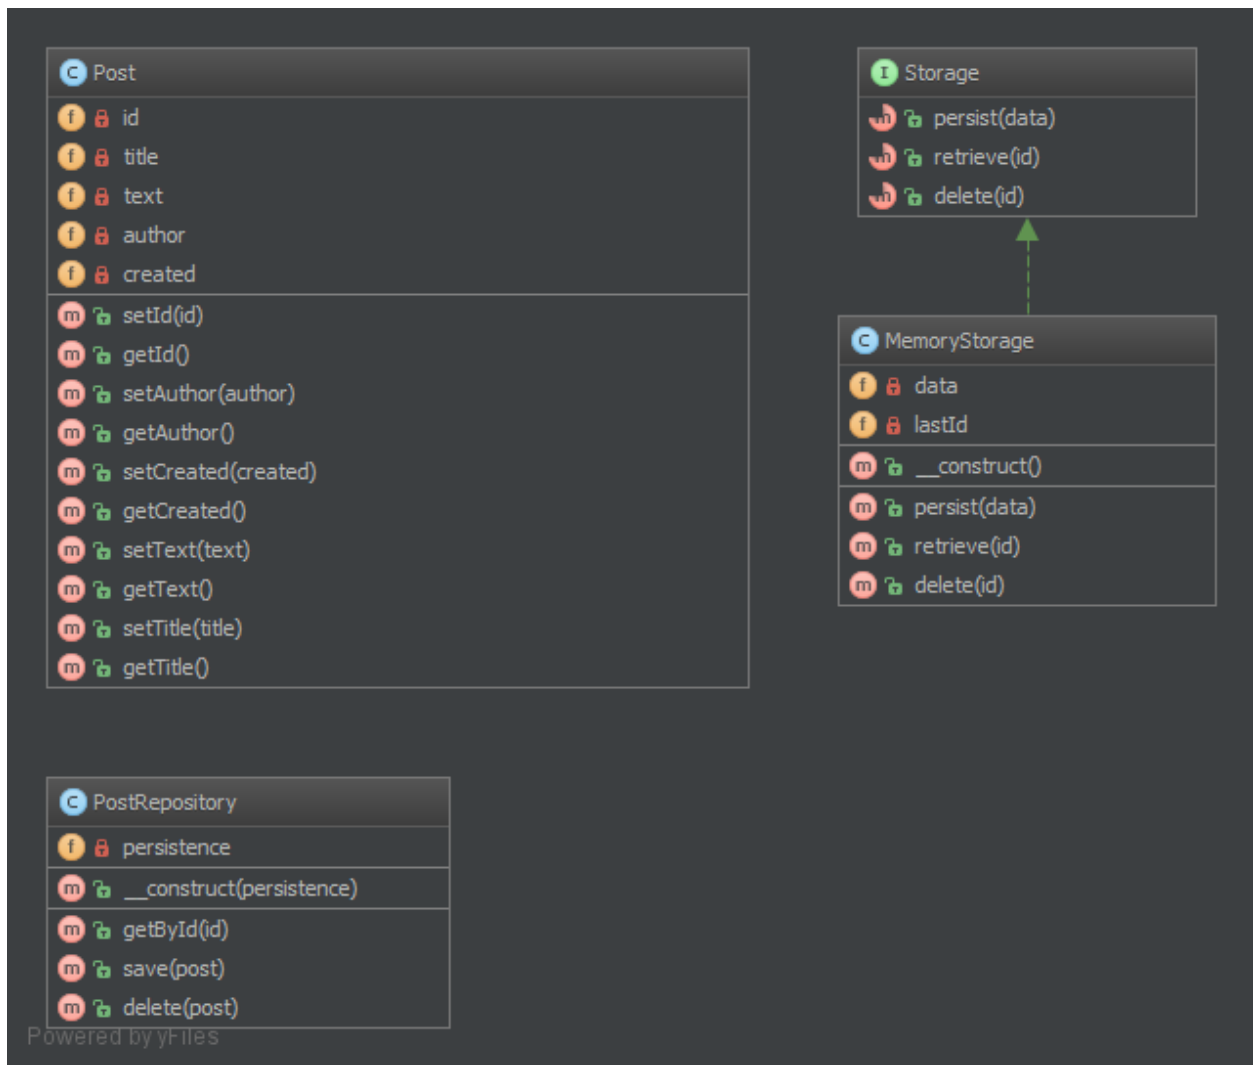 C Post
f id
f title
f text
f author
f created
m setId(id)
m getId()
m setAuthor(author)
m getAuthor()
m setCreated(created)
m getCreated()
m setText(text)
m getText()
m setTitle(title)
m getTitle()
I Storage
m persist(data)
m retrieve(id)
m delete(id)
C MemoryStorage
f data
f lastId
m __construct()
m persist(data)
m retrieve(id)
m delete(id)
C PostRepository
f persistence
m __construct(persistence)
m getById(id)
m save(post)
m delete(post)
Powered by yFiles